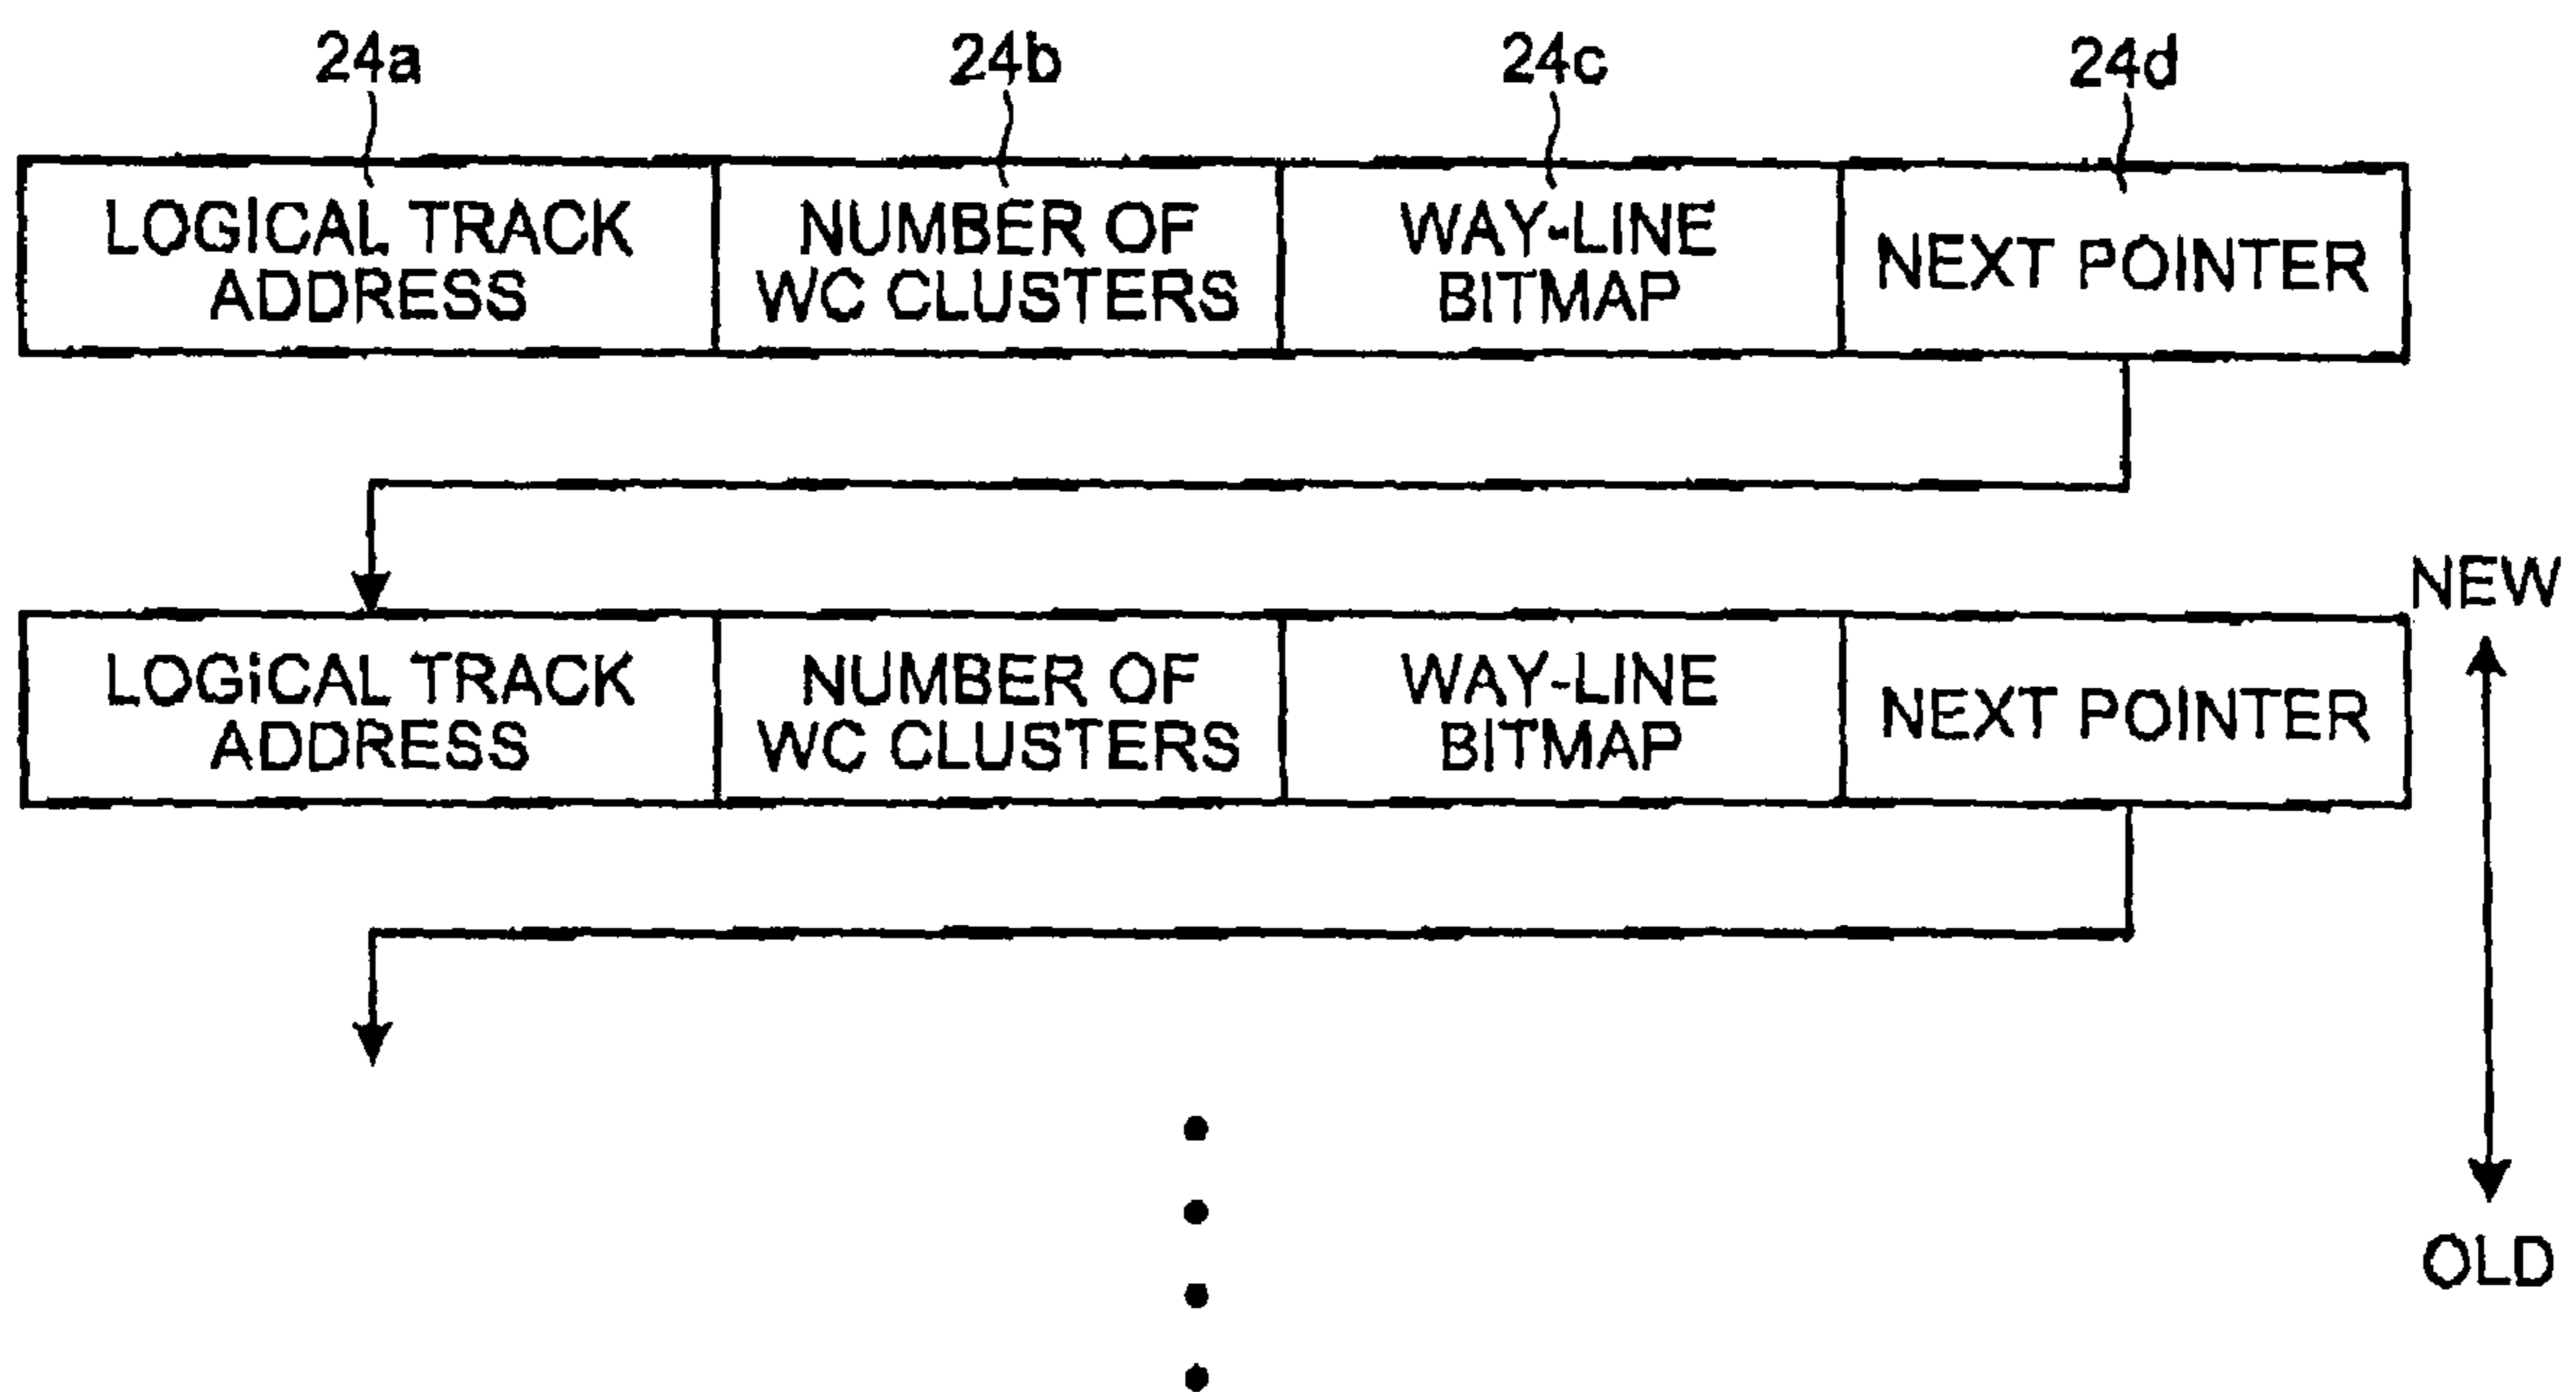 24a 24b 24c 24d
LOGICAL TRACK ADDRESS
NUMBER OF WC CLUSTERS
WAY-LINE BITMAP
NEXT POINTER
NEW
LOGiCAL TRACK ADDRESS
NUMBER OF WC CLUSTERS
WAY-LINE BITMAP
NEXT POINTER
OLD